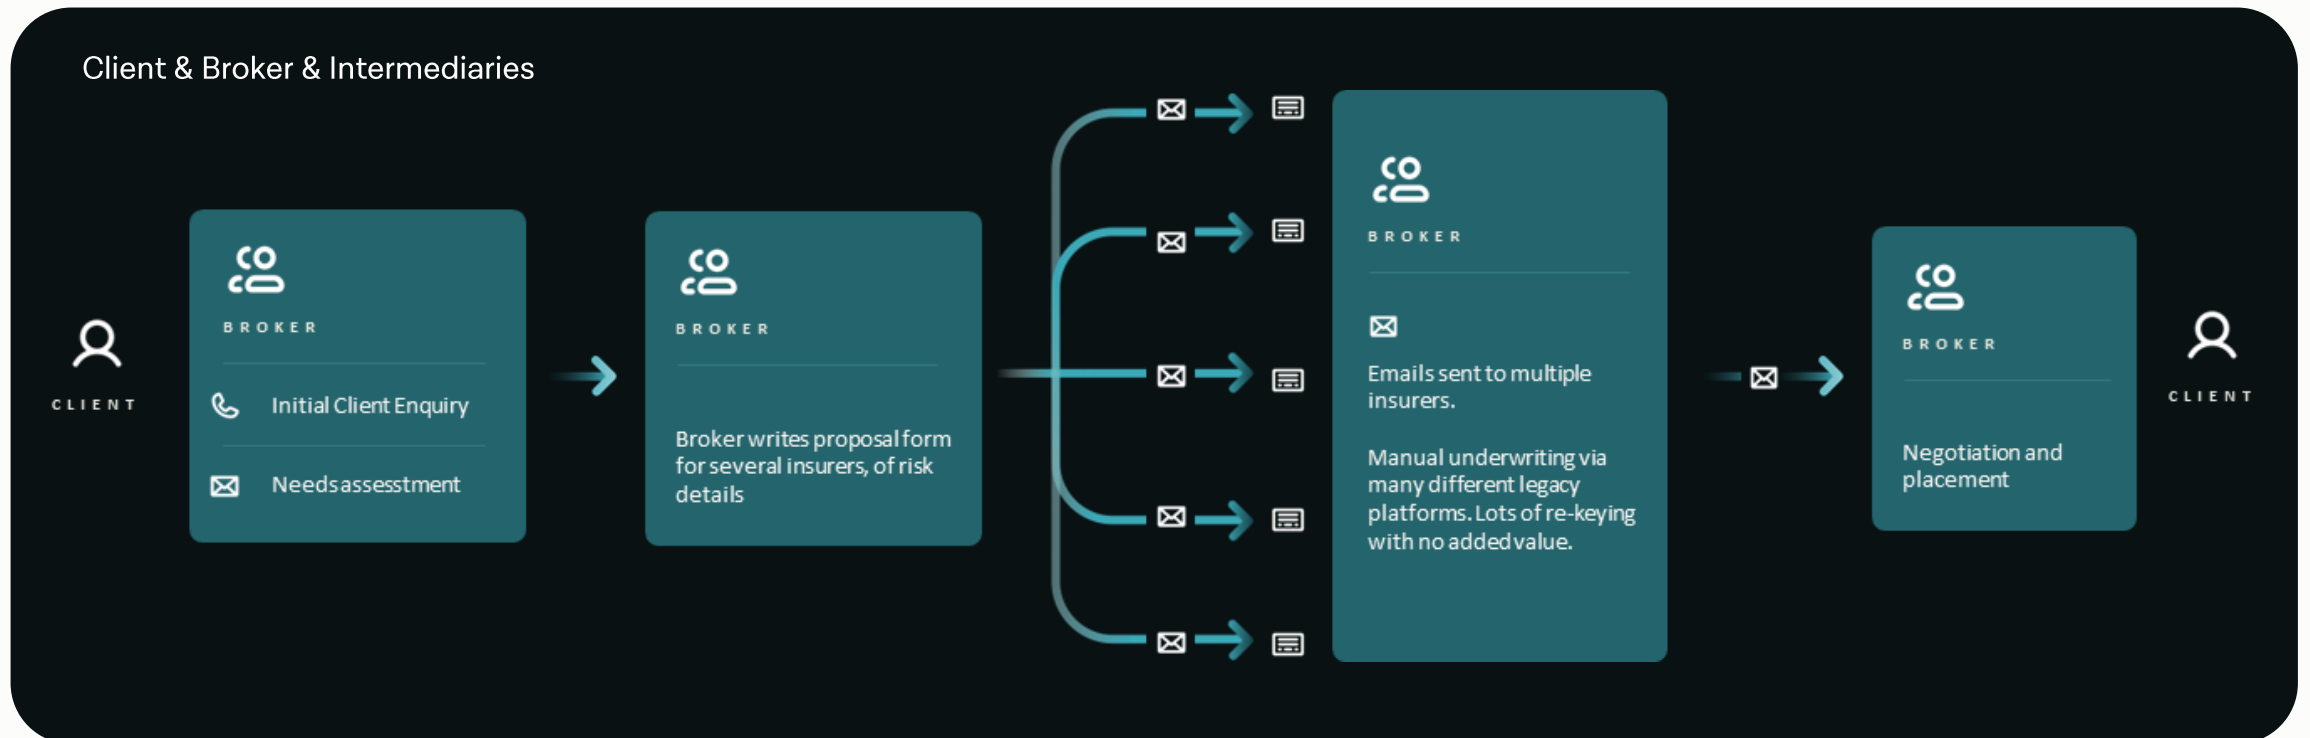 Client & Broker & Intermediaries
CLIENT
BROKER
Initial Client Enquiry
Needs assesstment
BROKER
Broker writes proposal form
for several insurers, of risk
details
BROKER
Emails sent to multiple
insurers.
Manual underwriting via
many different legacy
platforms. Lots of re-keying
with no added value.
BROKER
Negotiation and
placement
CLIENT